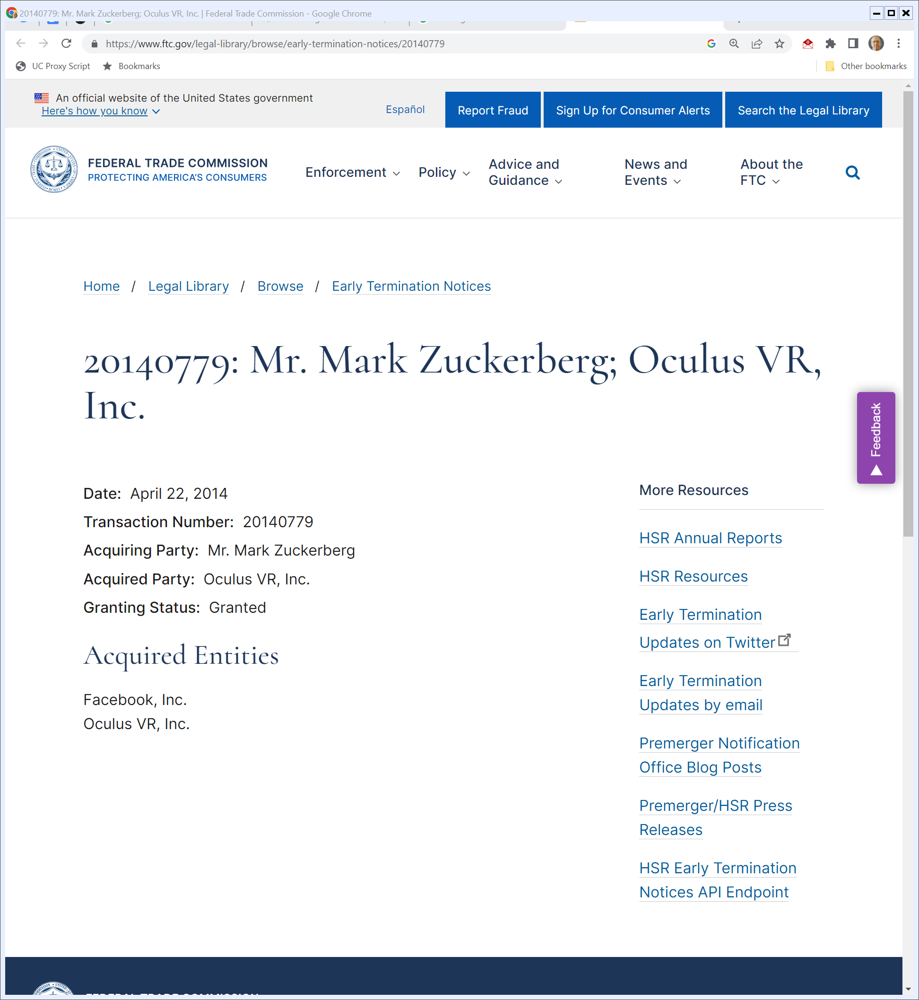 20140779: Mr. Mark Zuckerberg; Oculus VR, Inc. | Federal Trade Commission - Google Chrome
https://www.ftc.gov/legal-library/browse/early-termination-notices/20140779
UC Proxy Script Bookmarks Other bookmarks
An official website of the United States government
Here's how you know
Español Report Fraud Sign Up for Consumer Alerts Search the Legal Library
FEDERAL TRADE COMMISSION
PROTECTING AMERICA'S CONSUMERS
Enforcement Policy
Advice and
Guidance
News and
Events
About the
FTC
Home / Legal Library / Browse / Early Termination Notices
20140779: Mr. Mark Zuckerberg; Oculus VR,
Inc.
Feedback
Date: April 22, 2014
Transaction Number: 20140779
Acquiring Party: Mr. Mark Zuckerberg
Acquired Party: Oculus VR, Inc.
Granting Status: Granted
Acquired Entities
Facebook, Inc.
Oculus VR, Inc.
More Resources
HSR Annual Reports
HSR Resources
Early Termination
Updates on Twitter
Early Termination
Updates by email
Premerger Notification
Office Blog Posts
Premerger/HSR Press
Releases
HSR Early Termination
Notices API Endpoint
FEDERAL TRADE COMMISSION